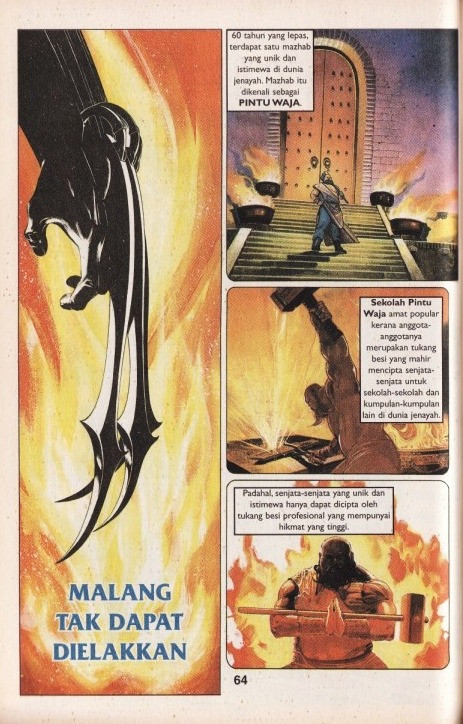 MALANG
TAK DAPAT
DIELAKKAN
60 tahun yang lepas,
terdapat satu mazhab
yang unik dan
istimewa di dunia
jenayah. Mazhab itu
dikenali sebagai
PINTU WAJA.
Sekolah Pintu
Waja amat popular
kerana anggota-
anggotanya
merupakan tukang
besi yang mahir
mencipta senjata-
senjata untuk
sekolah-sekolah dan
kumpulan-kumpulan
lain di dunia jenayah.
Padahal, senjata-senjata yang unik dan
istimewa hanya dapat dicipta oleh
tukang besi profesional yang mempunyai
hikmat yang tinggi.
64